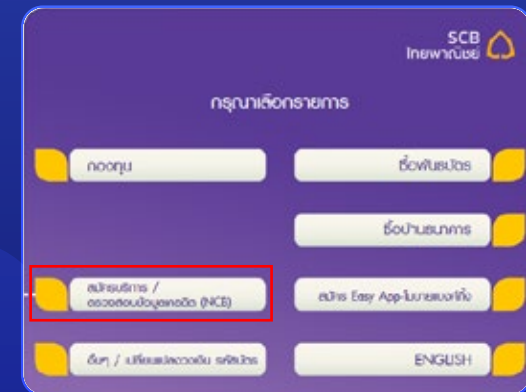 SCB
ไทยพาณิชย์
กรุณาเลือกรายการ
กองทุน
ซื้อพันธบัตร
ซื้อบ้านธนาคาร
สมัครบริการ /
ตรวจสอบข้อมูลเครดิต (NCB)
สมัคร Easy App-โมบายแบงก์กิ้ง
อื่นๆ / เปลี่ยนแปลงวงเงิน รหัสบัตร
ENGLISH